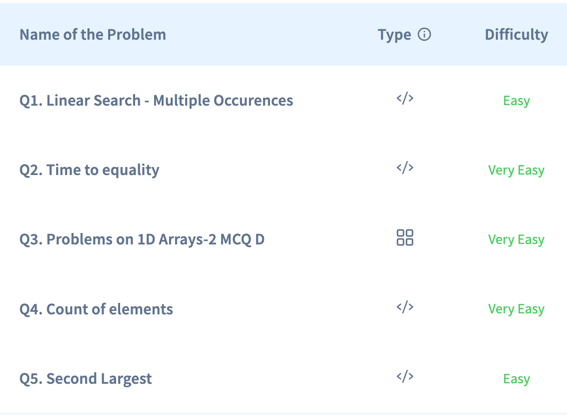 Name of the Problem Type Difficulty
Q1. Linear Search - Multiple Occurences </> Easy
Q2. Time to equality </> Very Easy
Q3. Problems on 1D Arrays-2 MCQ D Very Easy
Q4. Count of elements </> Very Easy
Q5. Second Largest </> Easy